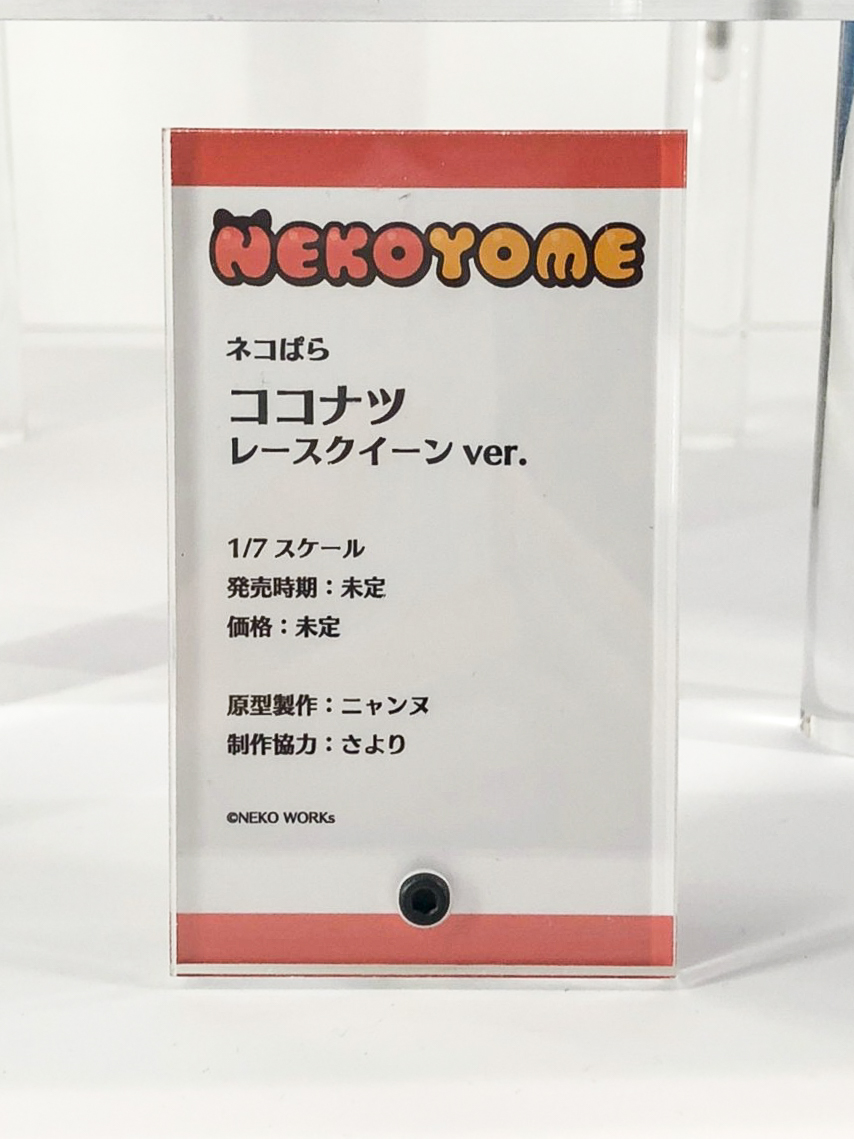 NEKOYOME
ネコぱら
ココナツ
レースクイーン ver.
1/7 スケール
発売時期：未定
価格：未定
原型製作：ニャンヌ
制作協力：さより
©NEKO WORKs